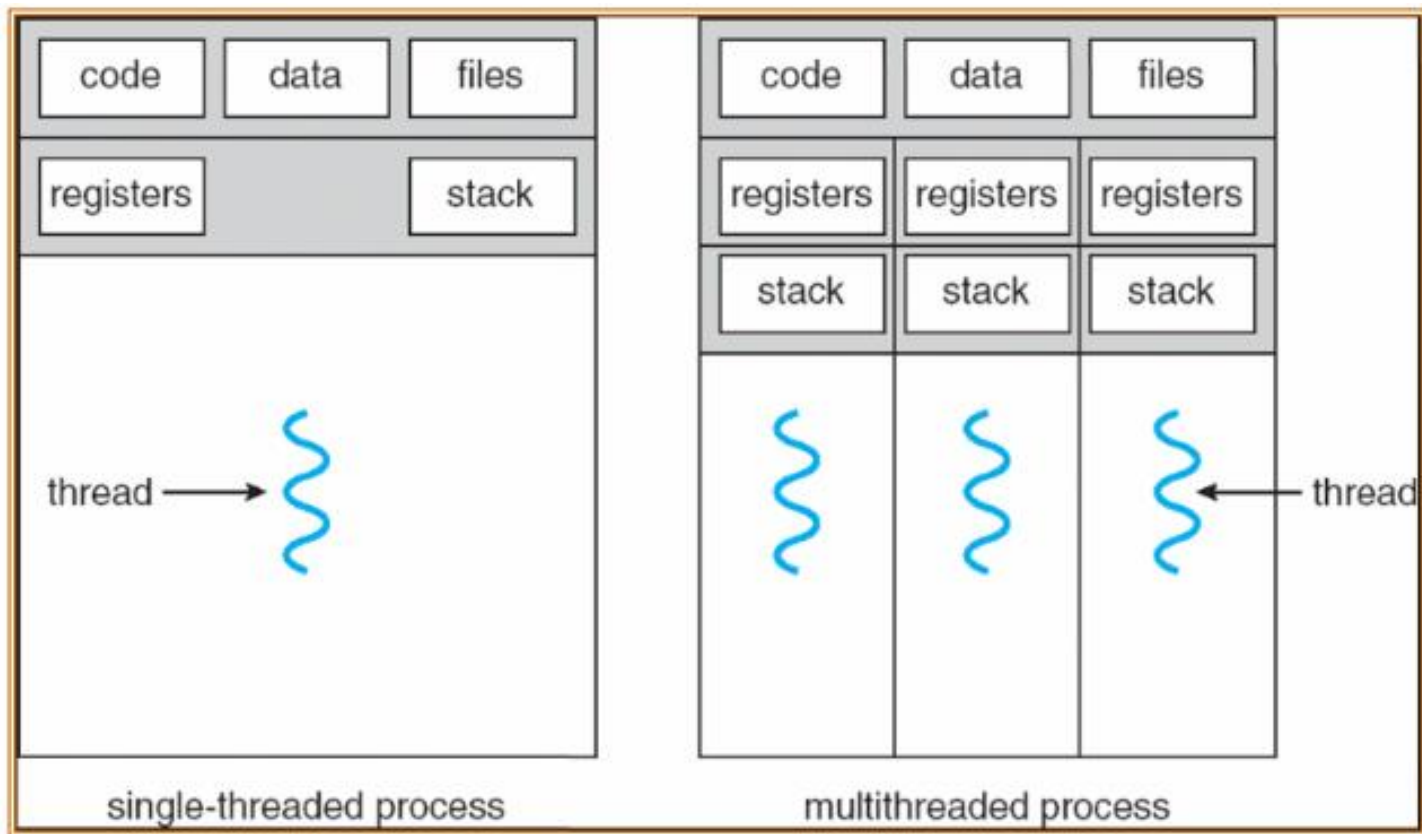 code data files code data files
registers stack registers registers registers
stack stack stack
thread thread
single-threaded process multithreaded process